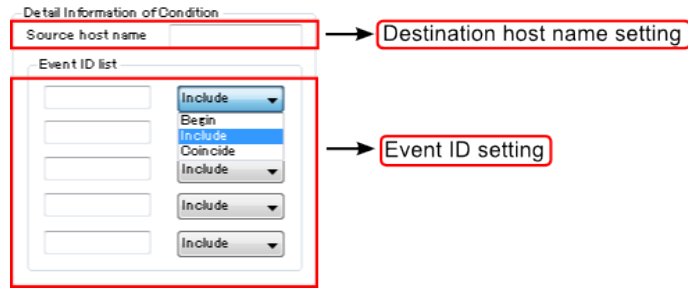 Detail Information of Condition
Source host name
Destination host name setting
Event ID list
Include
Begin
Include
Coincide
Event ID setting
Include
Include
Include